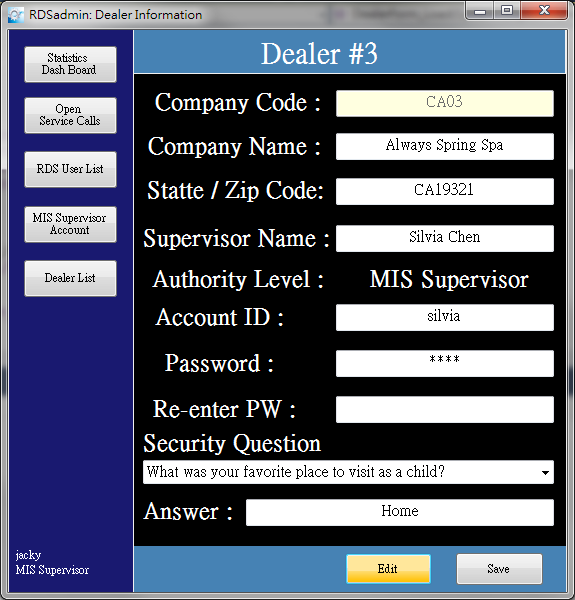 RDSadmin: Dealer Information
Statistics
Dash Board
Open
Service Calls
RDS User List
MIS Supervisor
Account
Dealer List
jacky
MIS Supervisor
Dealer #3
Company Code : CA03
Company Name : Always Spring Spa
Statte / Zip Code: CA19321
Supervisor Name : Silvia Chen
Authority Level : MIS Supervisor
Account ID : silvia
Password : ****
Re-enter PW :
Security Question
What was your favorite place to visit as a child?
Answer : Home
Edit Save